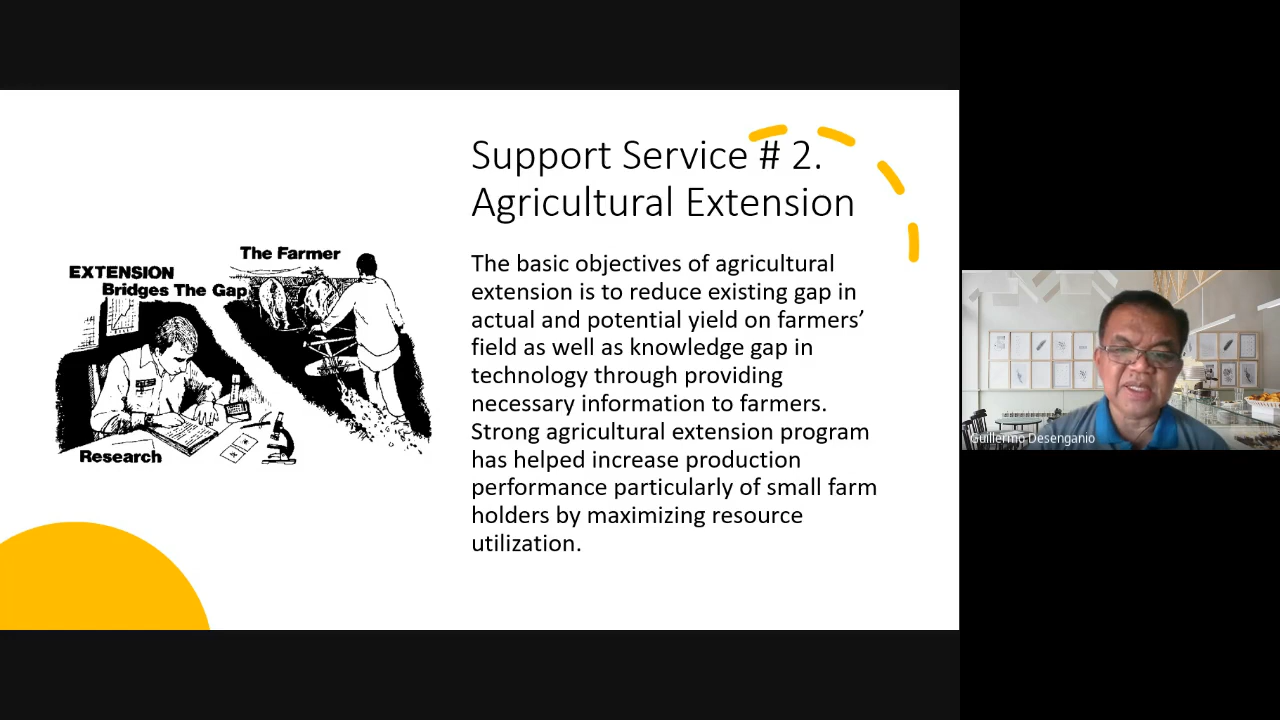 Support Service # 2.
Agricultural Extension
The basic objectives of agricultural
extension is to reduce existing gap in
actual and potential yield on farmers’
field as well as knowledge gap in
technology through providing
necessary information to farmers.
Strong agricultural extension program
has helped increase production
performance particularly of small farm
holders by maximizing resource
utilization.
The Farmer
EXTENSION
Bridges The Gap
Research
Guillermo Desenganio